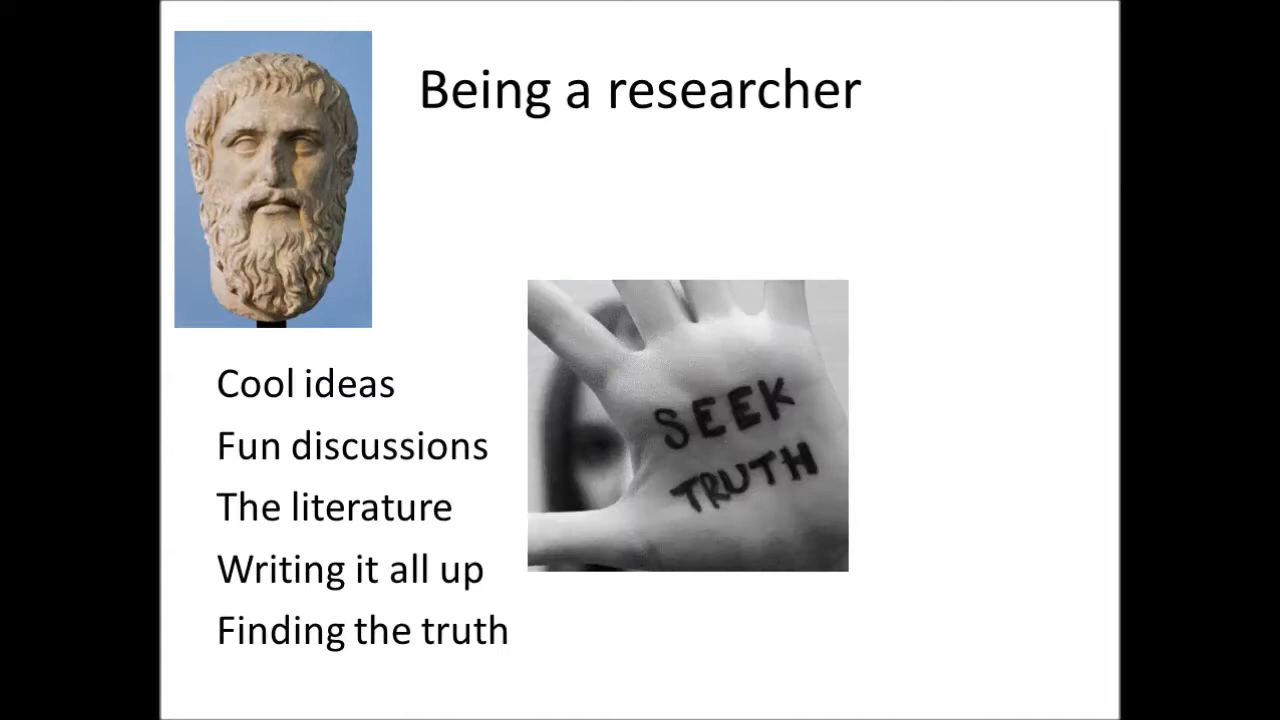 Being a researcher
Cool ideas
Fun discussions
The literature
Writing it all up
Finding the truth
SEEK
TRUTH